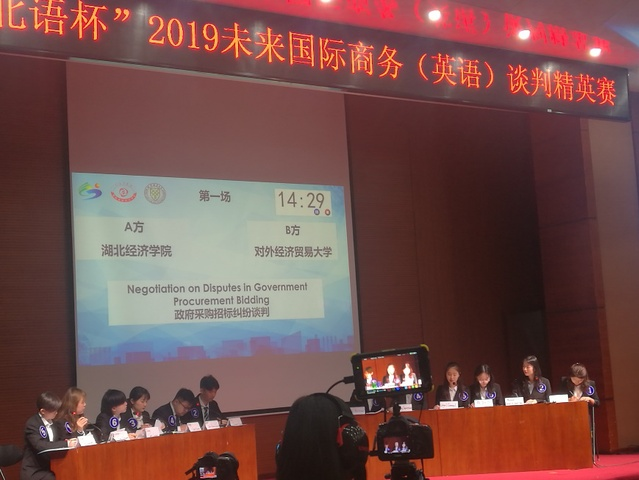 北语杯”2019未来国际商务（英语）谈判精英赛
第一场
14:29
A方
B方
湖北经济学院
对外经济贸易大学
Negotiation on Disputes in Government
Procurement Bidding
政府采购招标纠纷谈判